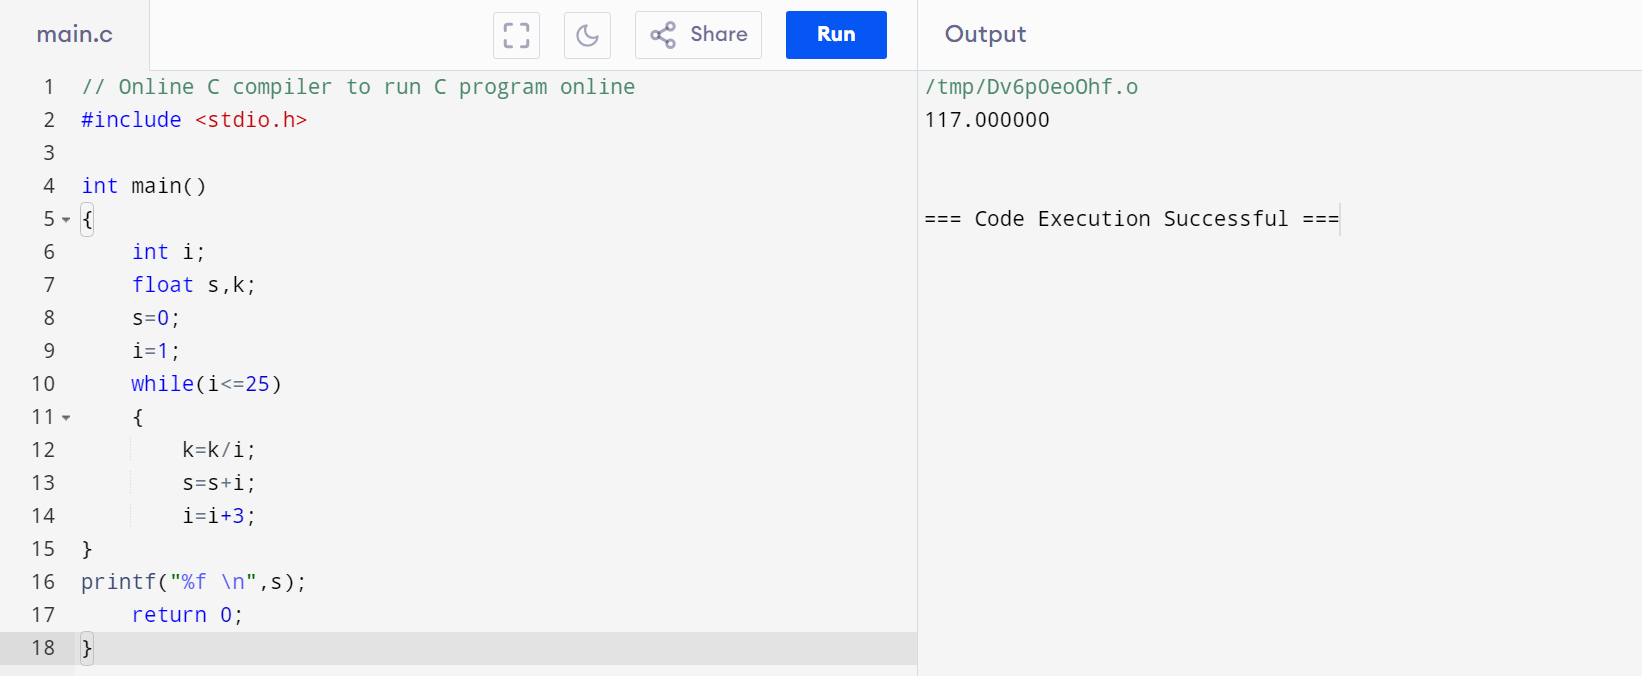 main.c
Share
Run
Output
1 // Online C compiler to run C program online
2 #include <stdio.h>
3
4 int main()
5 {
6 int i;
7 float s,k;
8 s=0;
9 i=1;
10 while(i<=25)
11 {
12 k=k/i;
13 s=s+i;
14 i=i+3;
15 }
16 printf("%f \n",s);
17 return 0;
18 }
/tmp/Dv6p0eoOhf.o
117.000000
=== Code Execution Successful ===